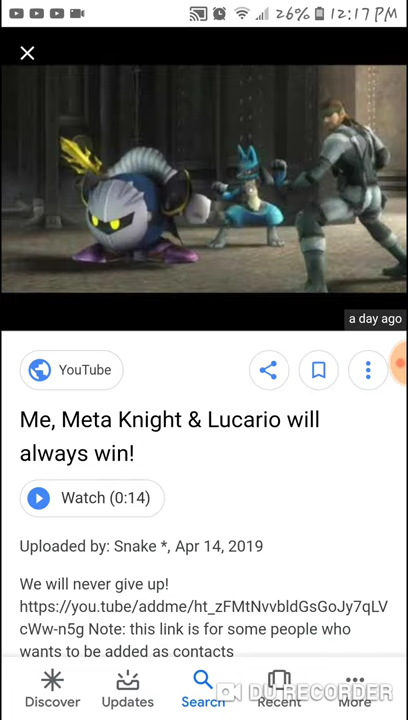 26% 12:17 PM
a day ago
YouTube
Me, Meta Knight & Lucario will
always win!
Watch (0:14)
Uploaded by: Snake *, Apr 14, 2019
We will never give up!
https://you.tube/addme/ht_zFMtNvvbldGsGoJy7qLV
cWw-n5g Note: this link is for some people who
wants to be added as contacts
Discover Updates Search Recent More
DU RECORDER